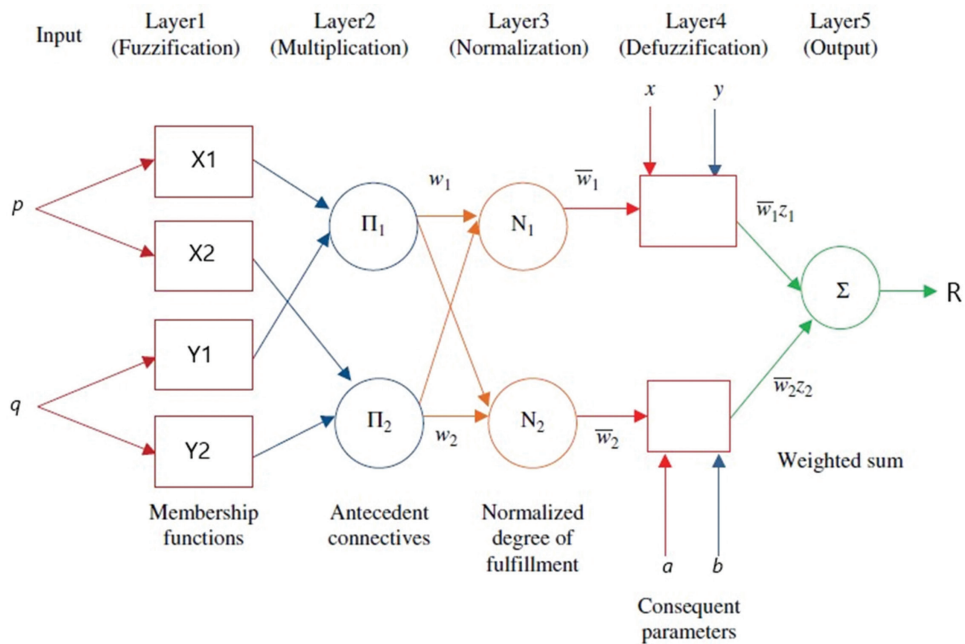 Input
Layer1
(Fuzzification)
Layer2
(Multiplication)
Layer3
(Normalization)
Layer4
(Defuzzification)
Layer5
(Output)
x
y
p
q
X1
X2
Y1
Y2
Π₁
Π₂
w₁
w₂
N₁
N₂
w̅₁
w̅₂
w̅₁z₁
w̅₂z₂
Σ
R
a
b
Membership
functions
Antecedent
connectives
Normalized
degree of
fulfillment
Consequent
parameters
Weighted sum